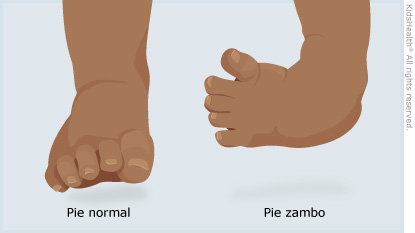 Pie normal
Pie zambo
KidsHealth® All rights reserved.